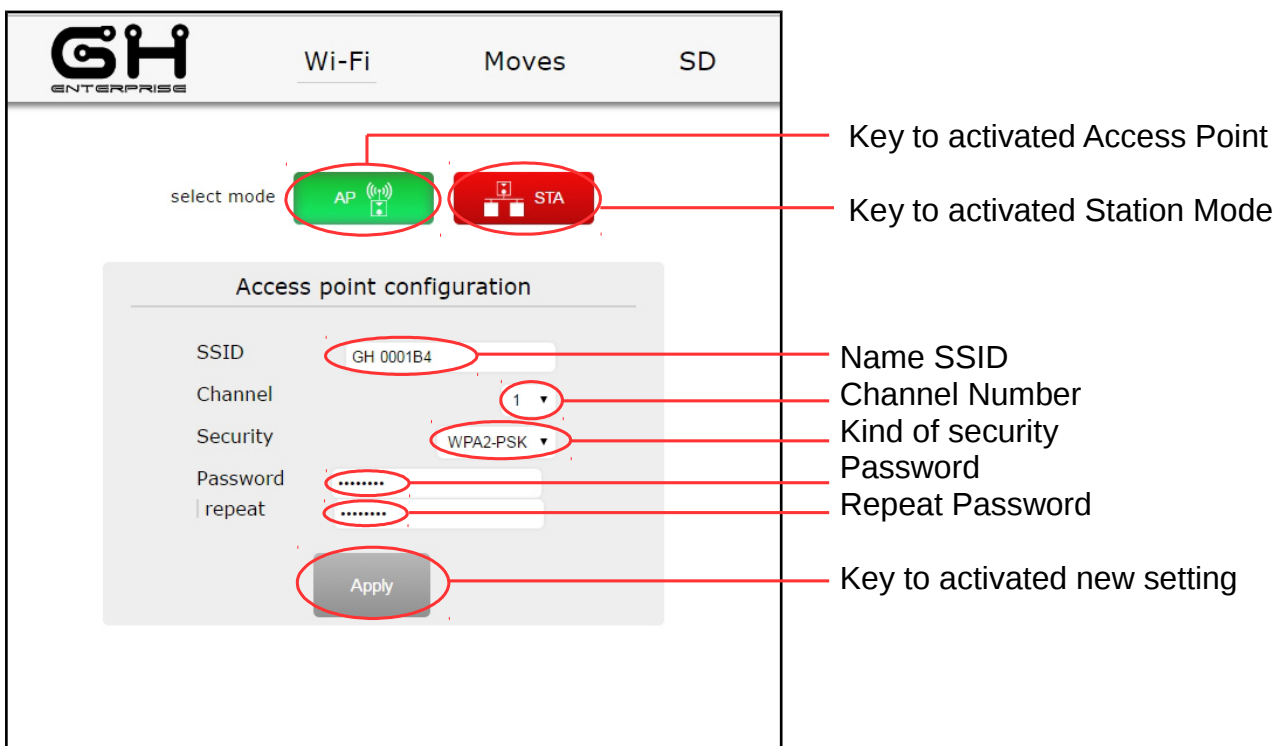 GH
ENTERPRISE
Wi-Fi Moves SD
Key to activated Access Point
select mode AP STA
Key to activated Station Mode
Access point configuration
SSID GH 0001B4 Name SSID
Channel 1 Channel Number
Security WPA2-PSK Kind of security
Password •••••••• Password
repeat •••••••• Repeat Password
Apply Key to activated new setting